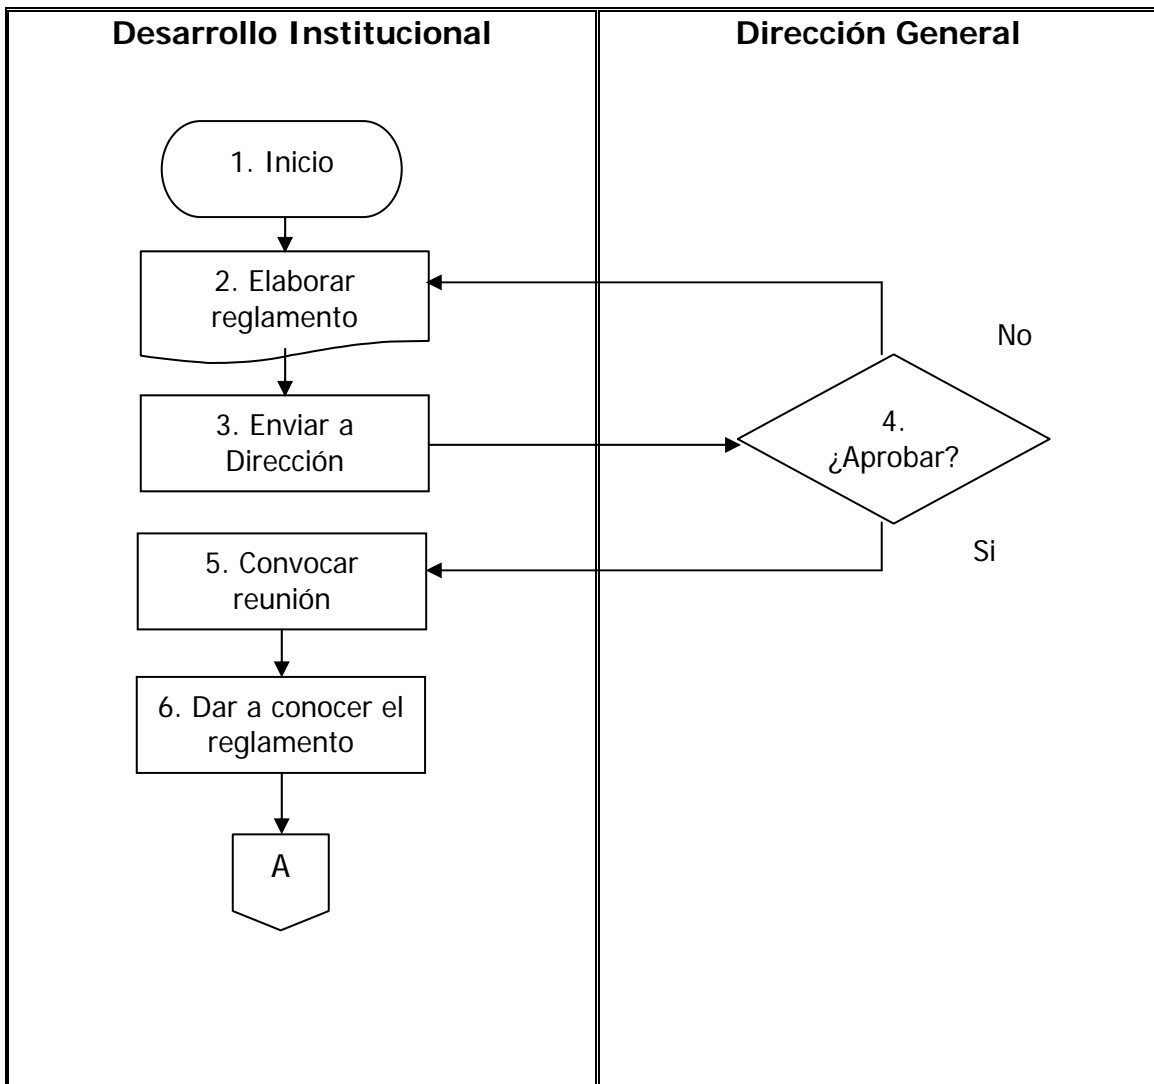 Desarrollo Institucional
Dirección General
1. Inicio
2. Elaborar
reglamento
No
3. Enviar a
Dirección
4.
¿Aprobar?
5. Convocar
reunión
Si
6. Dar a conocer el
reglamento
A